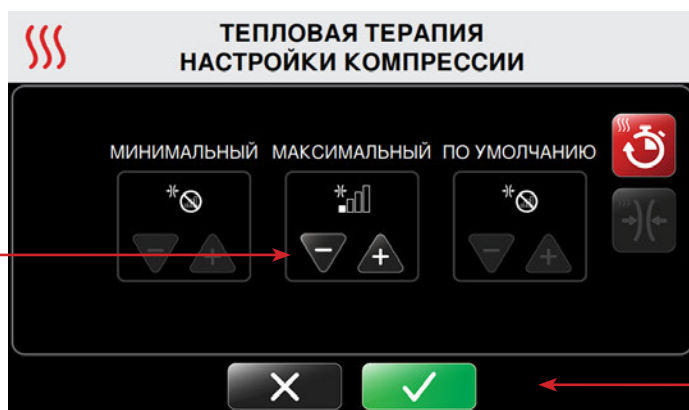 ТЕПЛОВАЯ ТЕРАПИЯ
НАСТРОЙКИ КОМПРЕССИИ
МИНИМАЛЬНЫЙ МАКСИМАЛЬНЫЙ ПО УМОЛЧАНИЮ